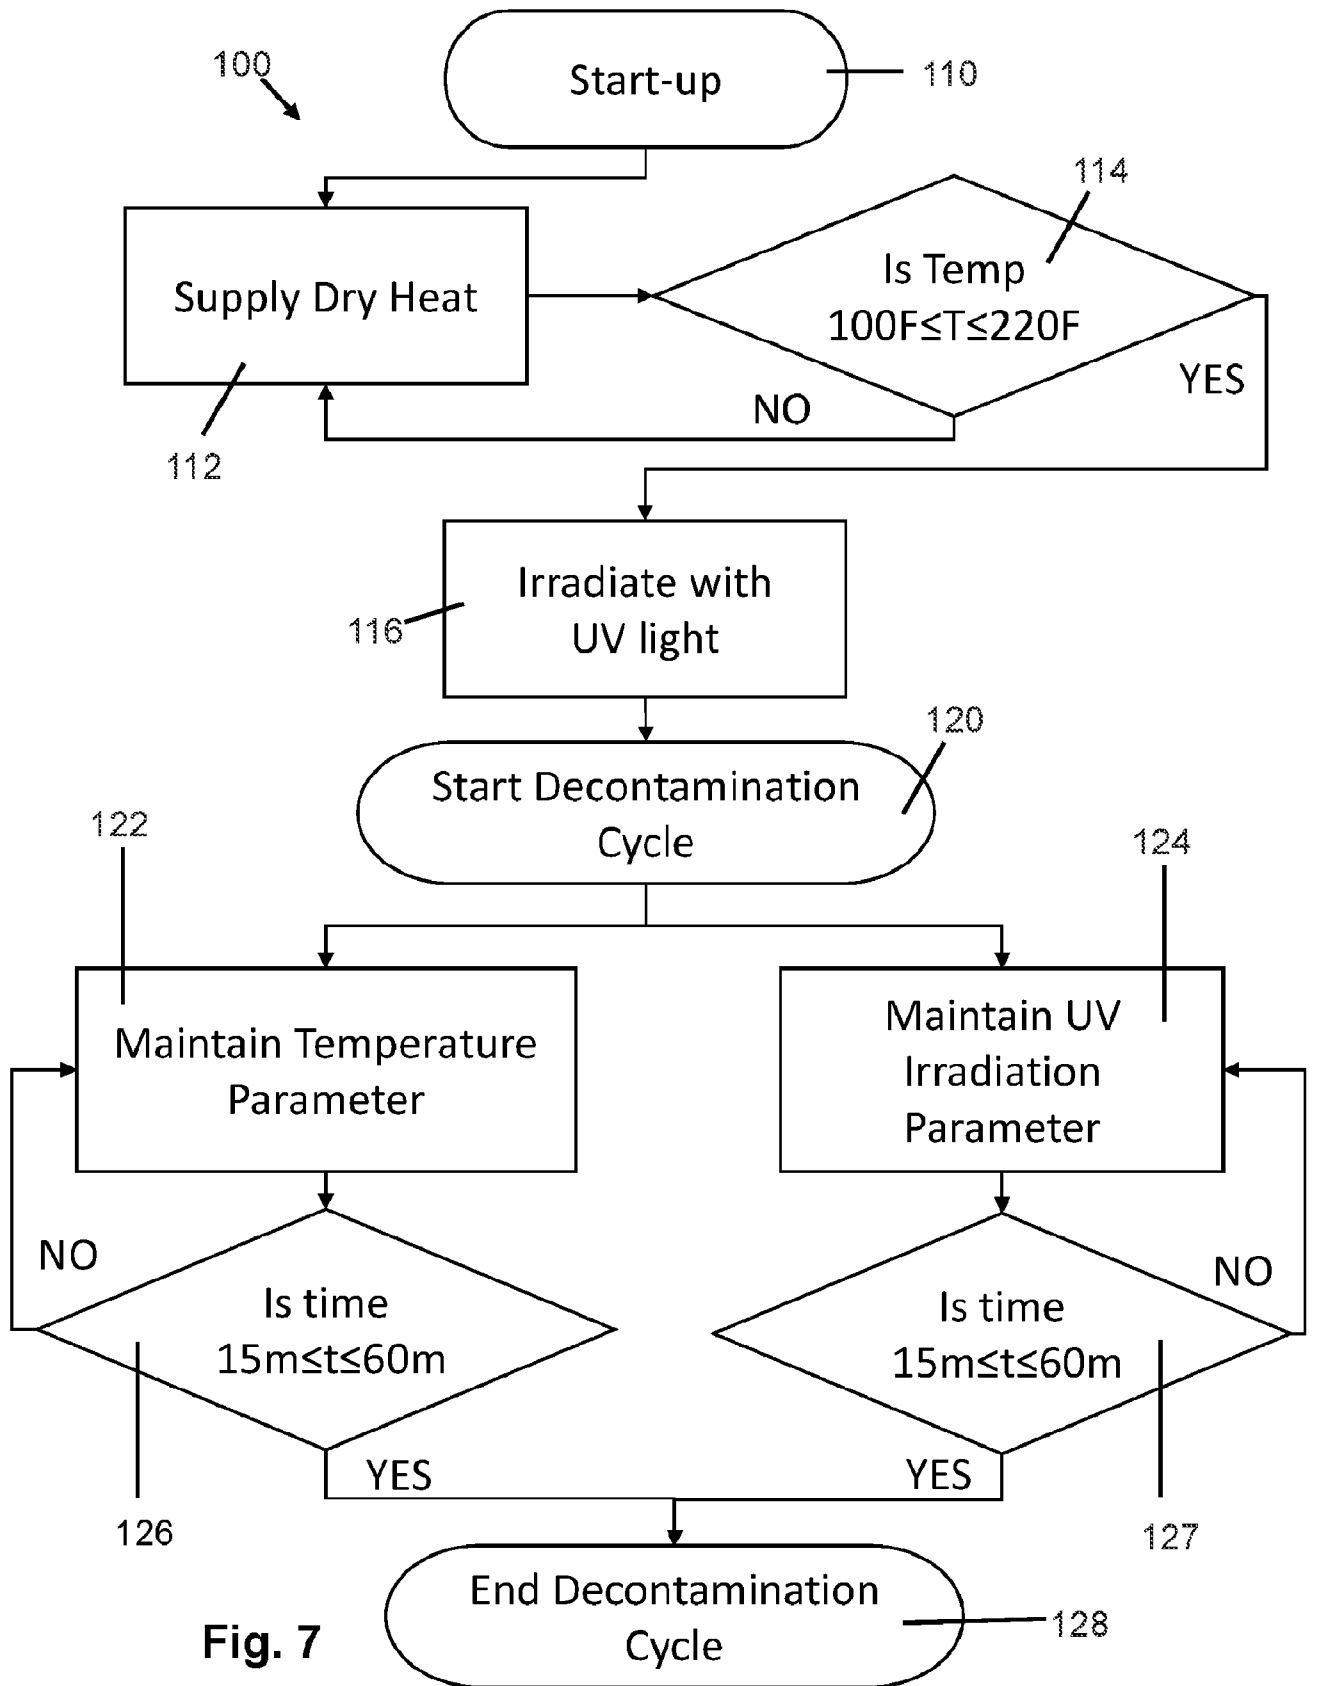 100
Start-up
110
114
Supply Dry Heat
Is Temp
100F≤T≤220F
YES
NO
112
Irradiate with
UV light
116
120
Start Decontamination
Cycle
122
124
Maintain Temperature
Parameter
Maintain UV
Irradiation
Parameter
NO
Is time
15m≤t≤60m
NO
Is time
15m≤t≤60m
YES
YES
126
127
End Decontamination
Cycle
128
Fig. 7